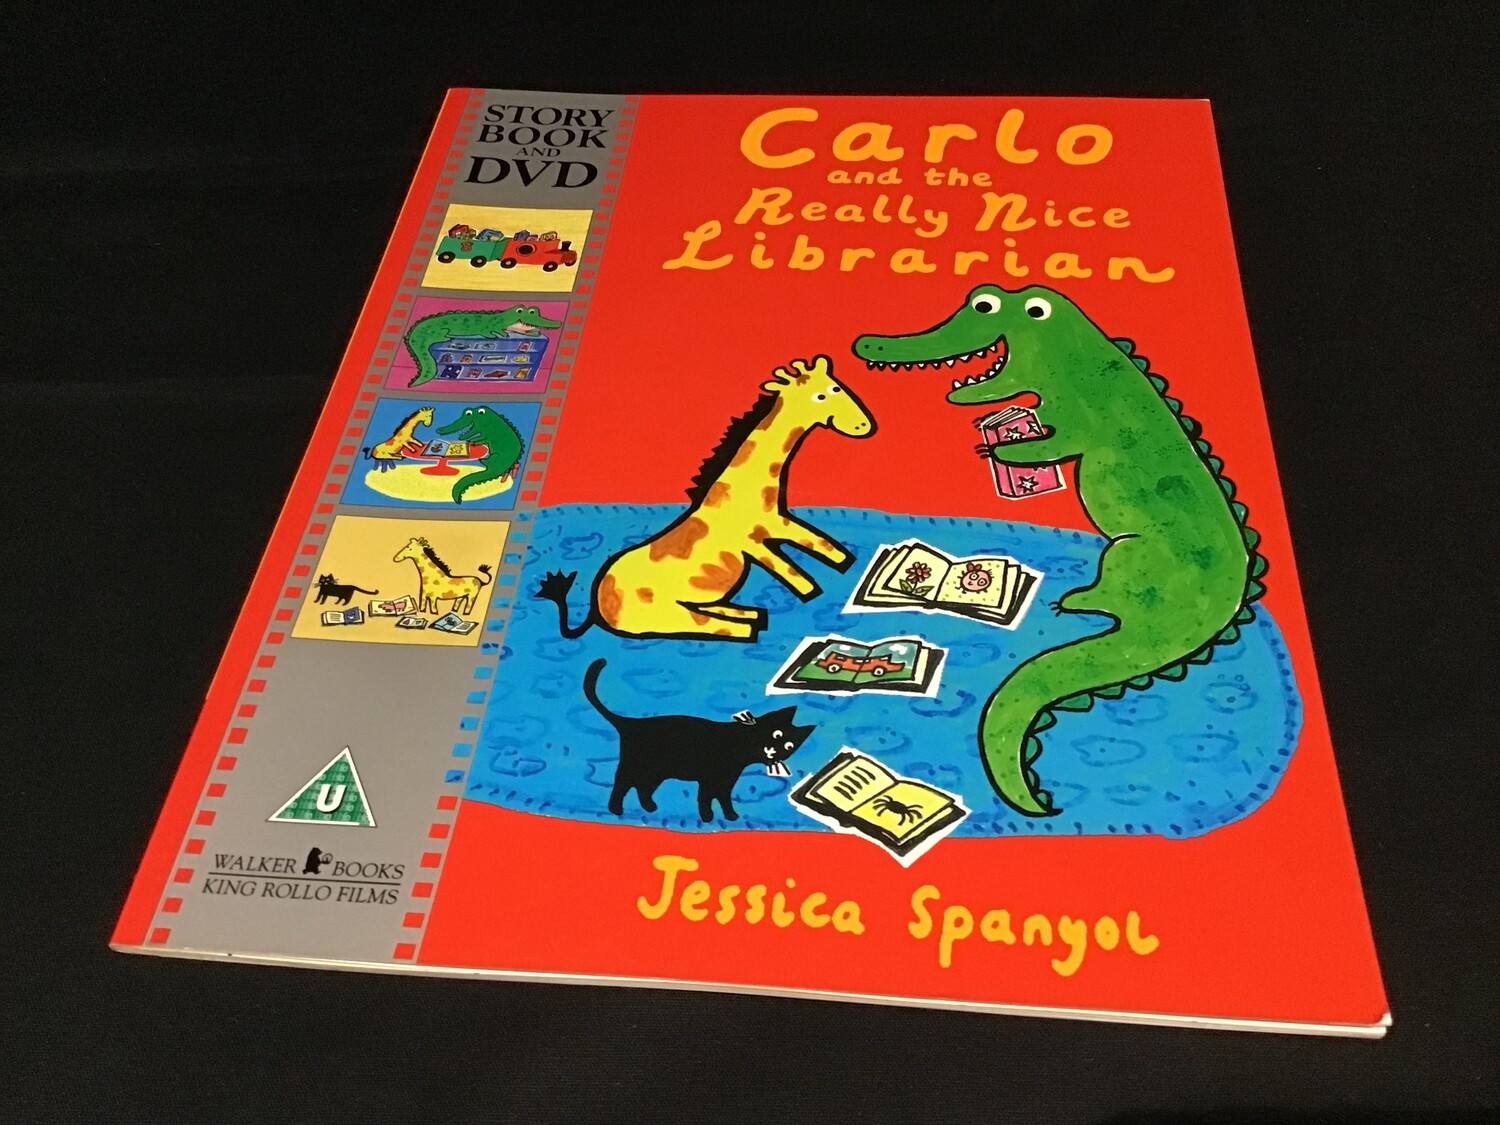 STORY
BOOK
AND
DVD
Carlo
and the
Really Nice
Librarian
U
WALKER BOOKS
KING ROLLO FILMS
Jessica Spanyol